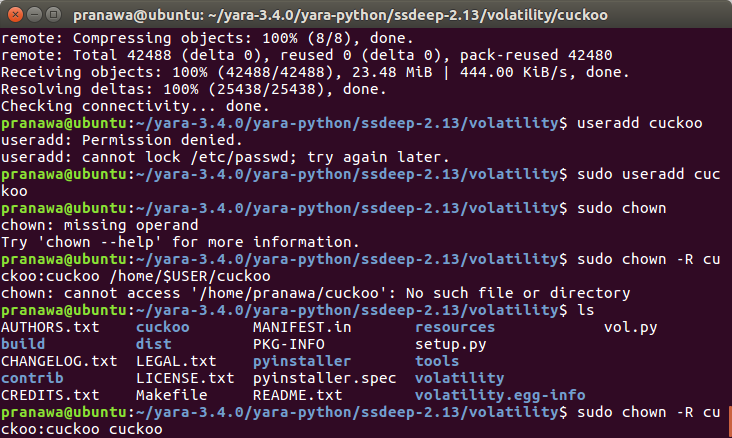 pranawa@ubuntu: ~/yara-3.4.0/yara-python/ssdeep-2.13/volatility/cuckoo
remote: Compressing objects: 100% (8/8), done.
remote: Total 42488 (delta 0), reused 0 (delta 0), pack-reused 42480
Receiving objects: 100% (42488/42488), 23.48 MiB | 444.00 KiB/s, done.
Resolving deltas: 100% (25438/25438), done.
Checking connectivity... done.
pranawa@ubuntu:~/yara-3.4.0/yara-python/ssdeep-2.13/volatility$ useradd cuckoo
useradd: Permission denied.
useradd: cannot lock /etc/passwd; try again later.
pranawa@ubuntu:~/yara-3.4.0/yara-python/ssdeep-2.13/volatility$ sudo useradd cuc
koo
pranawa@ubuntu:~/yara-3.4.0/yara-python/ssdeep-2.13/volatility$ sudo chown
chown: missing operand
Try 'chown --help' for more information.
pranawa@ubuntu:~/yara-3.4.0/yara-python/ssdeep-2.13/volatility$ sudo chown -R cu
ckoo:cuckoo /home/$USER/cuckoo
chown: cannot access '/home/pranawa/cuckoo': No such file or directory
pranawa@ubuntu:~/yara-3.4.0/yara-python/ssdeep-2.13/volatility$ ls
AUTHORS.txt cuckoo MANIFEST.in resources vol.py
build dist PKG-INFO setup.py
CHANGELOG.txt LEGAL.txt pyinstaller tools
contrib LICENSE.txt pyinstaller.spec volatility
CREDITS.txt Makefile README.txt volatility.egg-info
pranawa@ubuntu:~/yara-3.4.0/yara-python/ssdeep-2.13/volatility$ sudo chown -R cu
ckoo:cuckoo cuckoo